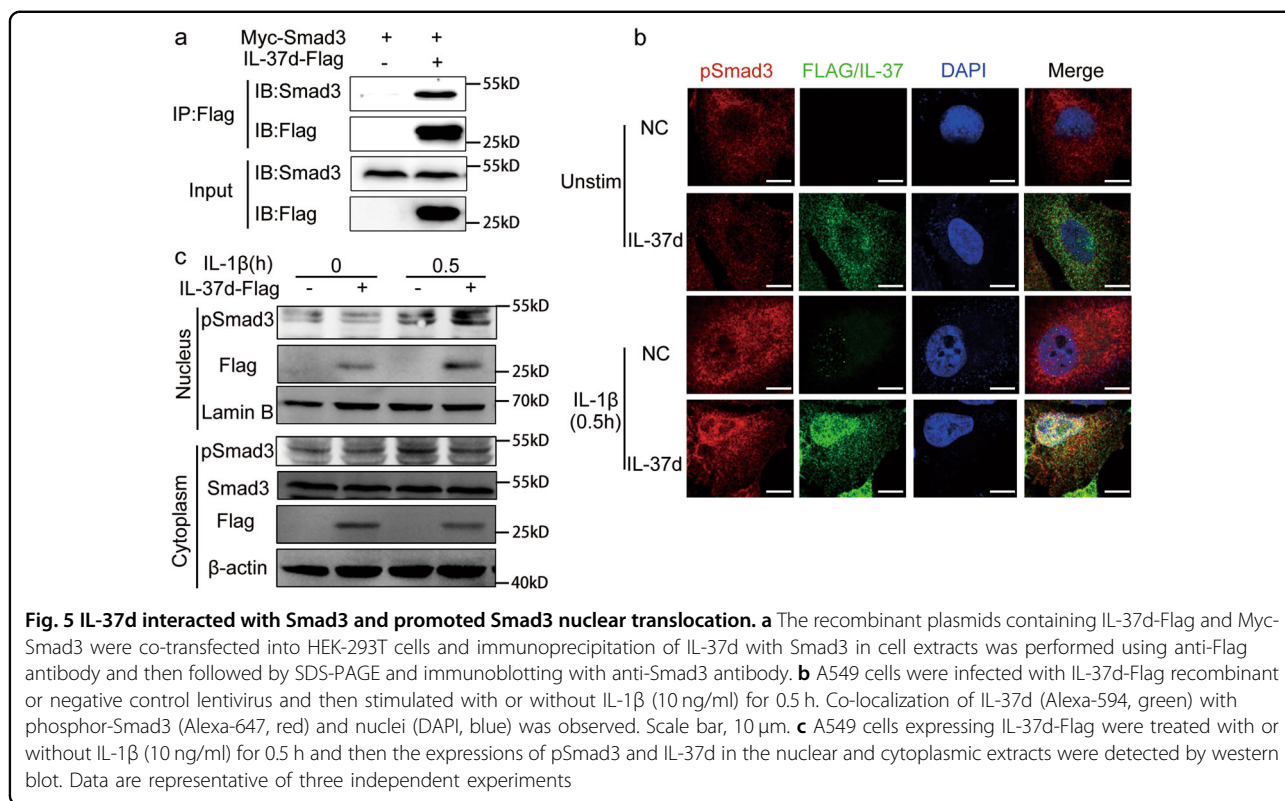 a
Myc-Smad3 + +
IL-37d-Flag - +
IP:Flag
IB:Smad3 55kD
IB:Flag 25kD
Input
IB:Smad3 55kD
IB:Flag 25kD
b
pSmad3 FLAG/IL-37 DAPI Merge
Unstim
NC
IL-37d
IL-1β
(0.5h)
NC
IL-37d
c
IL-1β(h) 0 0.5
IL-37d-Flag - + - +
Nucleus
pSmad3 55kD
Flag 25kD
Lamin B 70kD
Cytoplasm
pSmad3 55kD
Smad3 55kD
Flag 25kD
β-actin 40kD
Fig. 5 IL-37d interacted with Smad3 and promoted Smad3 nuclear translocation. a The recombinant plasmids containing IL-37d-Flag and Myc-
Smad3 were co-transfected into HEK-293T cells and immunoprecipitation of IL-37d with Smad3 in cell extracts was performed using anti-Flag
antibody and then followed by SDS-PAGE and immunoblotting with anti-Smad3 antibody. b A549 cells were infected with IL-37d-Flag recombinant
or negative control lentivirus and then stimulated with or without IL-1β (10 ng/ml) for 0.5 h. Co-localization of IL-37d (Alexa-594, green) with
phosphor-Smad3 (Alexa-647, red) and nuclei (DAPI, blue) was observed. Scale bar, 10 μm. c A549 cells expressing IL-37d-Flag were treated with or
without IL-1β (10 ng/ml) for 0.5 h and then the expressions of pSmad3 and IL-37d in the nuclear and cytoplasmic extracts were detected by western
blot. Data are representative of three independent experiments